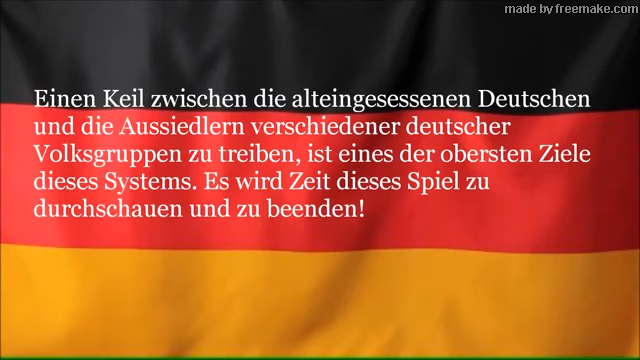 made by freemake.com
Einen Keil zwischen die alteingesessenen Deutschen
und die Aussiedlern verschiedener deutscher
Volksgruppen zu treiben, ist eines der obersten Ziele
dieses Systems. Es wird Zeit dieses Spiel zu
durchschauen und zu beenden!